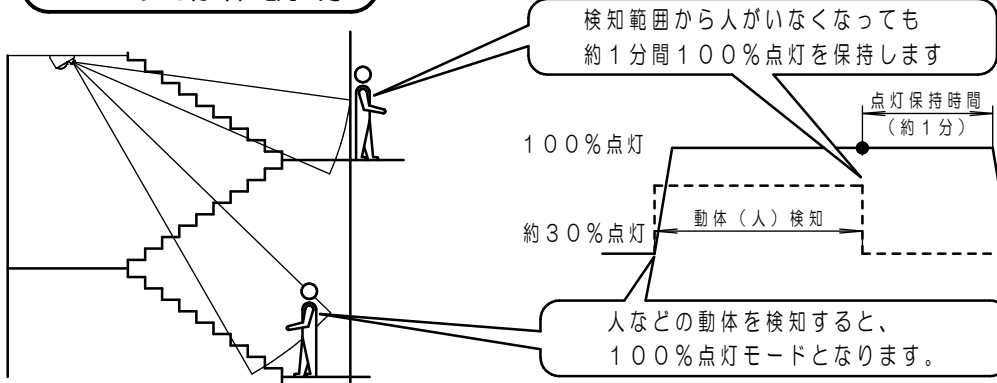 検知範囲から人がいなくなっても
約１分間１００％点灯を保持します
点灯保持時間
（約１分）
１００％点灯
動体（人）検知
約３０％点灯
人などの動体を検知すると、
１００％点灯モードとなります。